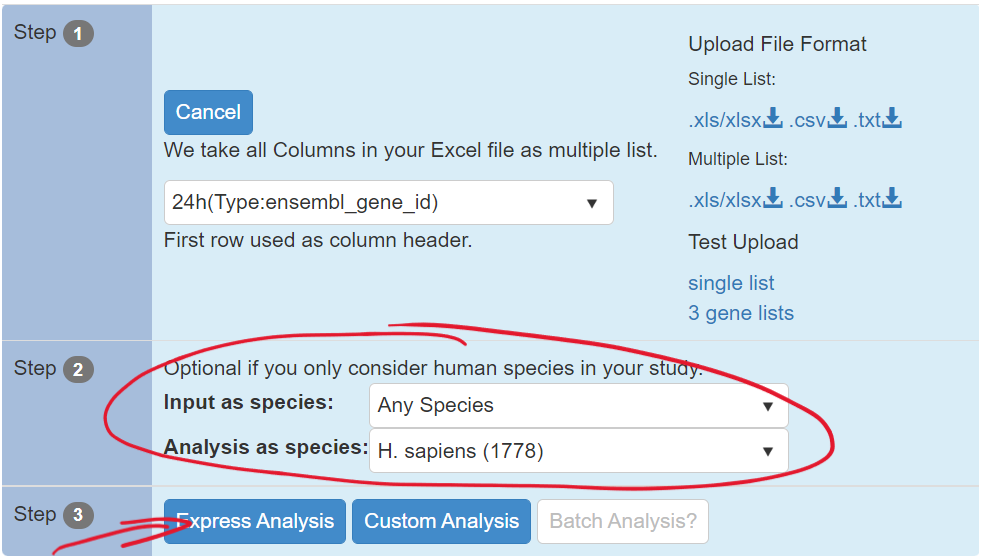 Step 1
Cancel
We take all Columns in your Excel file as multiple list.
24h(Type:ensembl_gene_id)
First row used as column header.
Upload File Format
Single List:
.xls/xlsx .csv .txt
Multiple List:
.xls/xlsx .csv .txt
Test Upload
single list
3 gene lists
Step 2
Optional if you only consider human species in your study.
Input as species: Any Species
Analysis as species: H. sapiens (1778)
Step 3
Express Analysis Custom Analysis Batch Analysis?